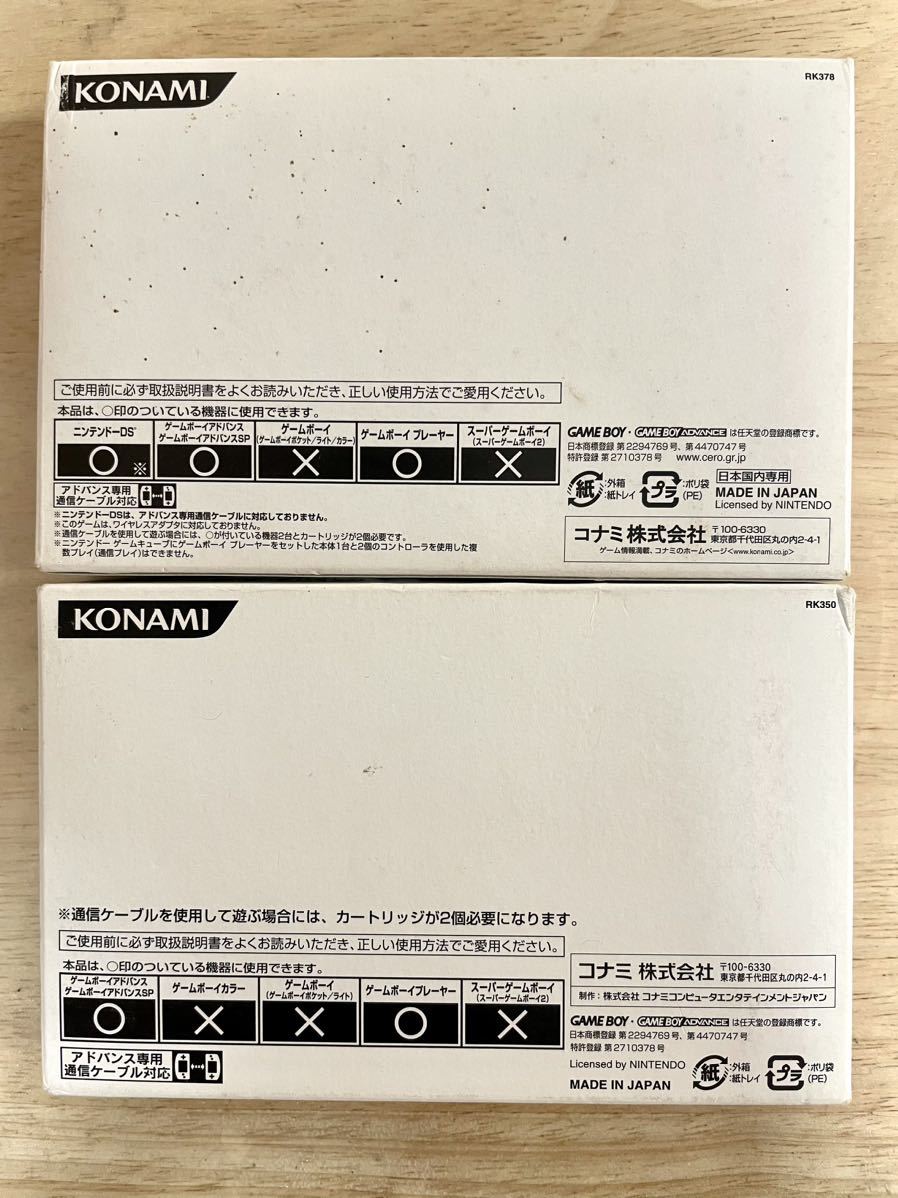 KONAMI
RK378
ご使用前に必ず取扱説明書をよくお読みいただき、正しい使用方法でご愛用ください。
本品は、○印のついている機器に使用できます。
ニンテンドーDS
○※
ゲームボーイアドバンス
ゲームボーイアドバンスSP
○
ゲームボーイ
(ゲームボーイポケット/ライト/カラー)
×
ゲームボーイ プレーヤー
○
スーパーゲームボーイ
(スーパーゲームボーイ2)
×
アドバンス専用
通信ケーブル対応
※ニンテンドーDSは、アドバンス専用通信ケーブルに対応しておりません。
※このゲームは、ワイヤレスアダプタに対応しておりません。
※通信ケーブルを使用して遊ぶ場合には、○が付いている機器2台とカートリッジが2個必要です。
※ニンテンドー ゲームキューブにゲームボーイ プレーヤーをセットした本体1台と2個のコントローラを使用した複
数プレイ(通信プレイ)はできません。
GAME BOY・GAME BOY ADVANCE は任天堂の登録商標です。
日本商標登録 第2294769号、第4470747号
特許登録 第2710378号 www.cero.gr.jp
紙 :外箱
:紙トレイ
プラ :ポリ袋
(PE)
日本国内専用
MADE IN JAPAN
Licensed by NINTENDO
コナミ株式会社 〒100-6330
東京都千代田区丸の内2-4-1
ゲーム情報満載、コナミのホームページ<www.konami.co.jp>
KONAMI
RK350
※通信ケーブルを使用して遊ぶ場合には、カートリッジが2個必要になります。
ご使用前に必ず取扱説明書をよくお読みいただき、正しい使用方法でご愛用ください。
本品は、○印のついている機器に使用できます。
ゲームボーイアドバンス
ゲームボーイアドバンスSP
○
ゲームボーイカラー
×
ゲームボーイ
(ゲームボーイポケット/ライト)
×
ゲームボーイプレーヤー
○
スーパーゲームボーイ
(スーパーゲームボーイ2)
×
アドバンス専用
通信ケーブル対応
コナミ 株式会社 〒100-6330
東京都千代田区丸の内2-4-1
制作:株式会社 コナミコンピュータエンタテインメントジャパン
GAME BOY・GAME BOY ADVANCE は任天堂の登録商標です。
日本商標登録 第2294769号、第4470747号
特許登録 第2710378号
Licensed by NINTENDO
MADE IN JAPAN
紙 :外箱
:紙トレイ
プラ :ポリ袋
(PE)